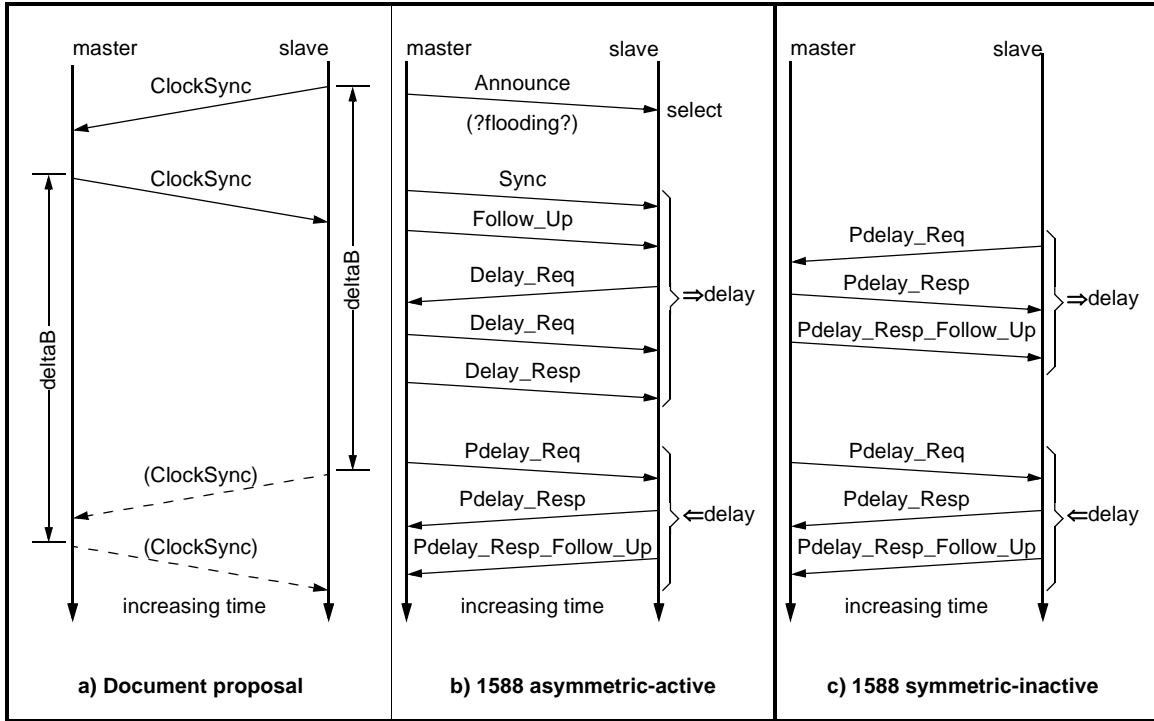 master
slave
ClockSync
ClockSync
deltaB
deltaB
(ClockSync)
(ClockSync)
increasing time
a) Document proposal
master
slave
Announce
(?flooding?)
select
Sync
Follow_Up
Delay_Req
⇒delay
Delay_Req
Delay_Resp
Pdelay_Req
Pdelay_Resp
⇐delay
Pdelay_Resp_Follow_Up
increasing time
b) 1588 asymmetric-active
master
slave
Pdelay_Req
Pdelay_Resp
⇒delay
Pdelay_Resp_Follow_Up
Pdelay_Req
Pdelay_Resp
⇐delay
Pdelay_Resp_Follow_Up
increasing time
c) 1588 symmetric-inactive